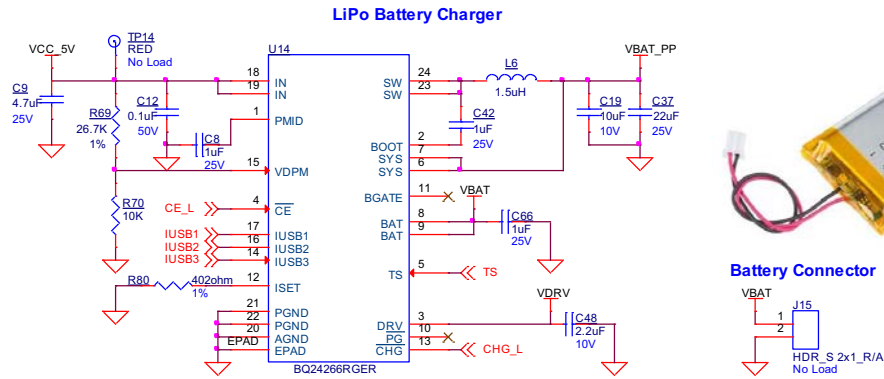 LiPo Battery Charger
VCC_5V
TP14
RED
No Load
C9
4.7uF
25V
R69
26.7K
1%
C12
0.1uF
50V
C8
1uF
25V
R70
10K
CE_L
IUSB1
IUSB2
IUSB3
R80
402ohm
1%
U14
18 IN
19 IN
1 PMID
15 VDPM
4 CE
17 IUSB1
16 IUSB2
14 IUSB3
12 ISET
21 PGND
22 PGND
20 AGND
EPAD EPAD
SW 24
SW 23
BOOT 2
SYS 7
SYS 6
BGATE 11
BAT 8
BAT 9
TS 5
DRV 3
PG 10
CHG 13
BQ24266RGER
L6
1.5uH
VBAT_PP
C42
1uF
25V
C19
10uF
10V
C37
22uF
25V
VBAT
C66
1uF
25V
TS
VDRV
C48
2.2uF
10V
CHG_L
Battery Connector
VBAT
J15
1
2
HDR_S 2x1_R/A
No Load